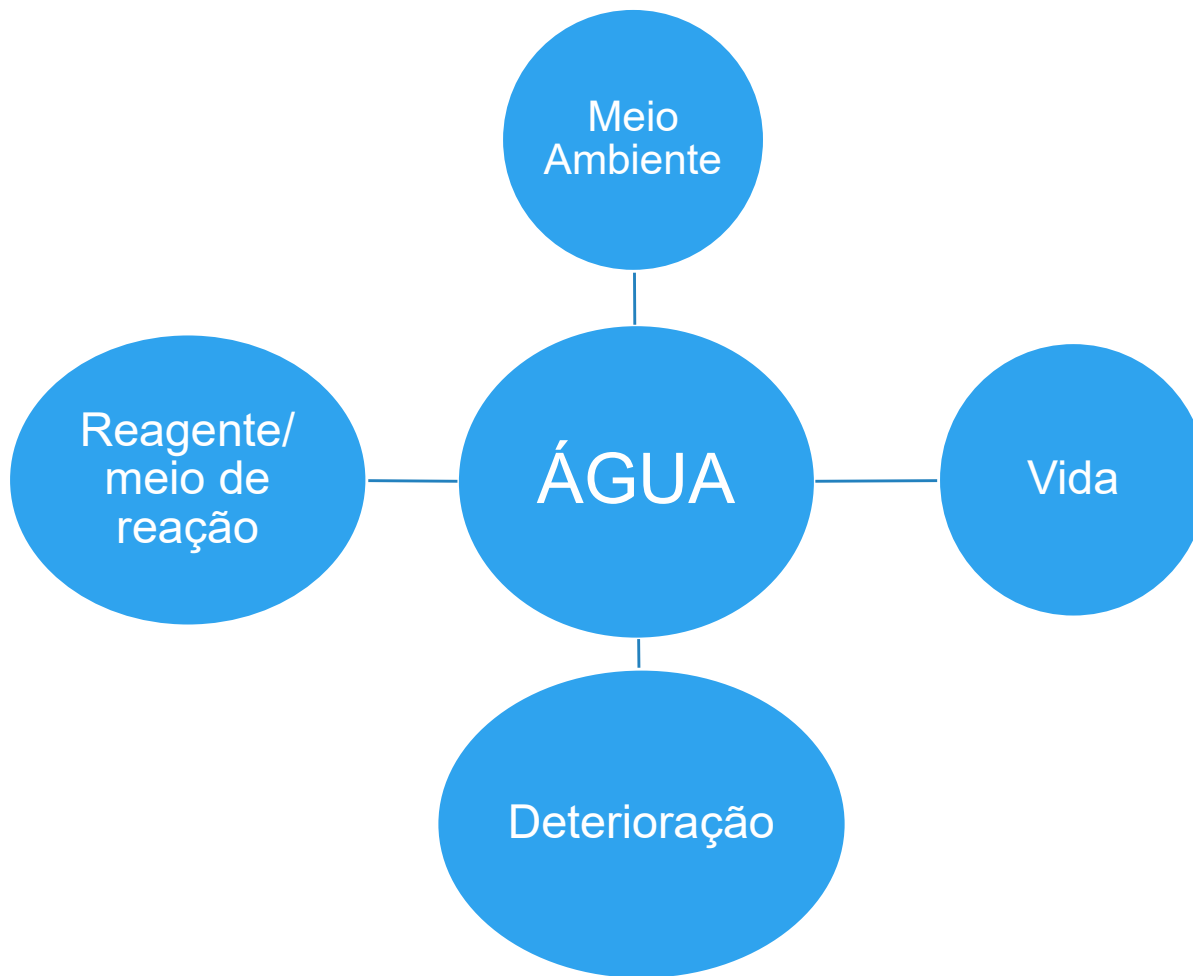 Meio
Ambiente
Reagente/
meio de
reação
ÁGUA
Vida
Deterioração